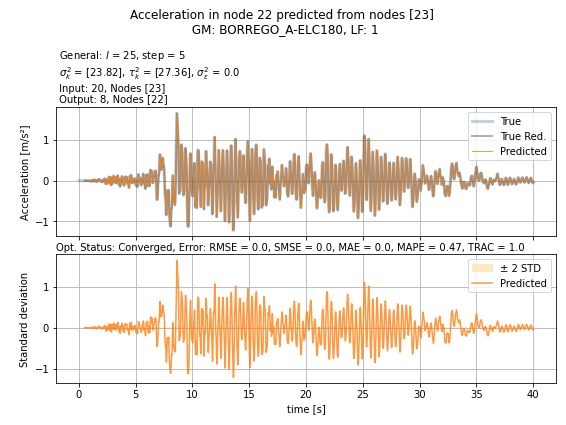 Acceleration in node 22 predicted from nodes [23]
GM: BORREGO_A-ELC180, LF: 1
General: l = 25, step = 5
σ²ₖ = [23.82], τ²ₖ = [27.36], σ²ε = 0.0
Input: 20, Nodes [23]
Output: 8, Nodes [22]
Acceleration [m/s²]
1
0
−1
True
True Red.
Predicted
Opt. Status: Converged, Error: RMSE = 0.0, SMSE = 0.0, MAE = 0.0, MAPE = 0.47, TRAC = 1.0
Standard deviation
1
0
−1
± 2 STD
Predicted
0 5 10 15 20 25 30 35 40
time [s]